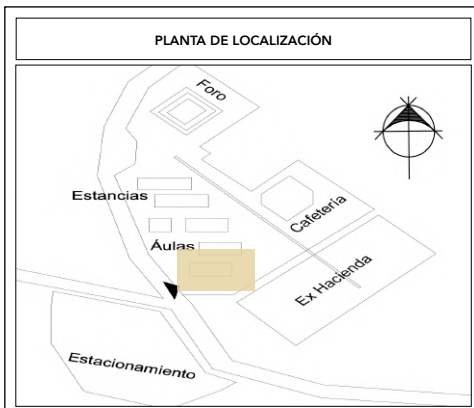 PLANTA DE LOCALIZACIÓN
Foro
Estancias
Cafetería
Áulas
Ex Hacienda
Estacionamiento